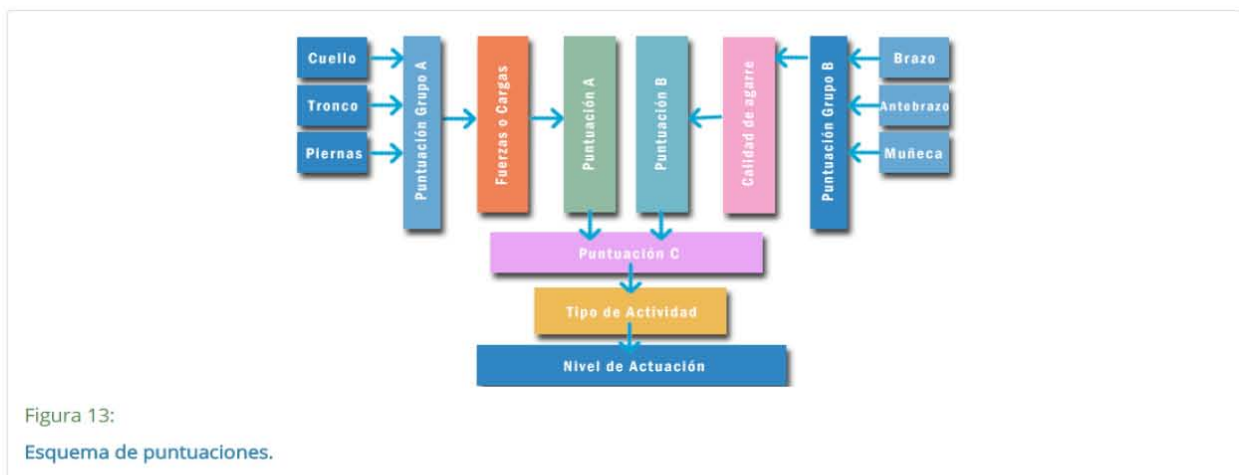 Cuello
Tronco
Piernas
Puntuación Grupo A
Fuerzas o Cargas
Puntuación A
Puntuación B
Calidad de agarre
Puntuación Grupo B
Brazo
Antebrazo
Muñeca
Puntuación C
Tipo de Actividad
Nivel de Actuación
Figura 13:
Esquema de puntuaciones.